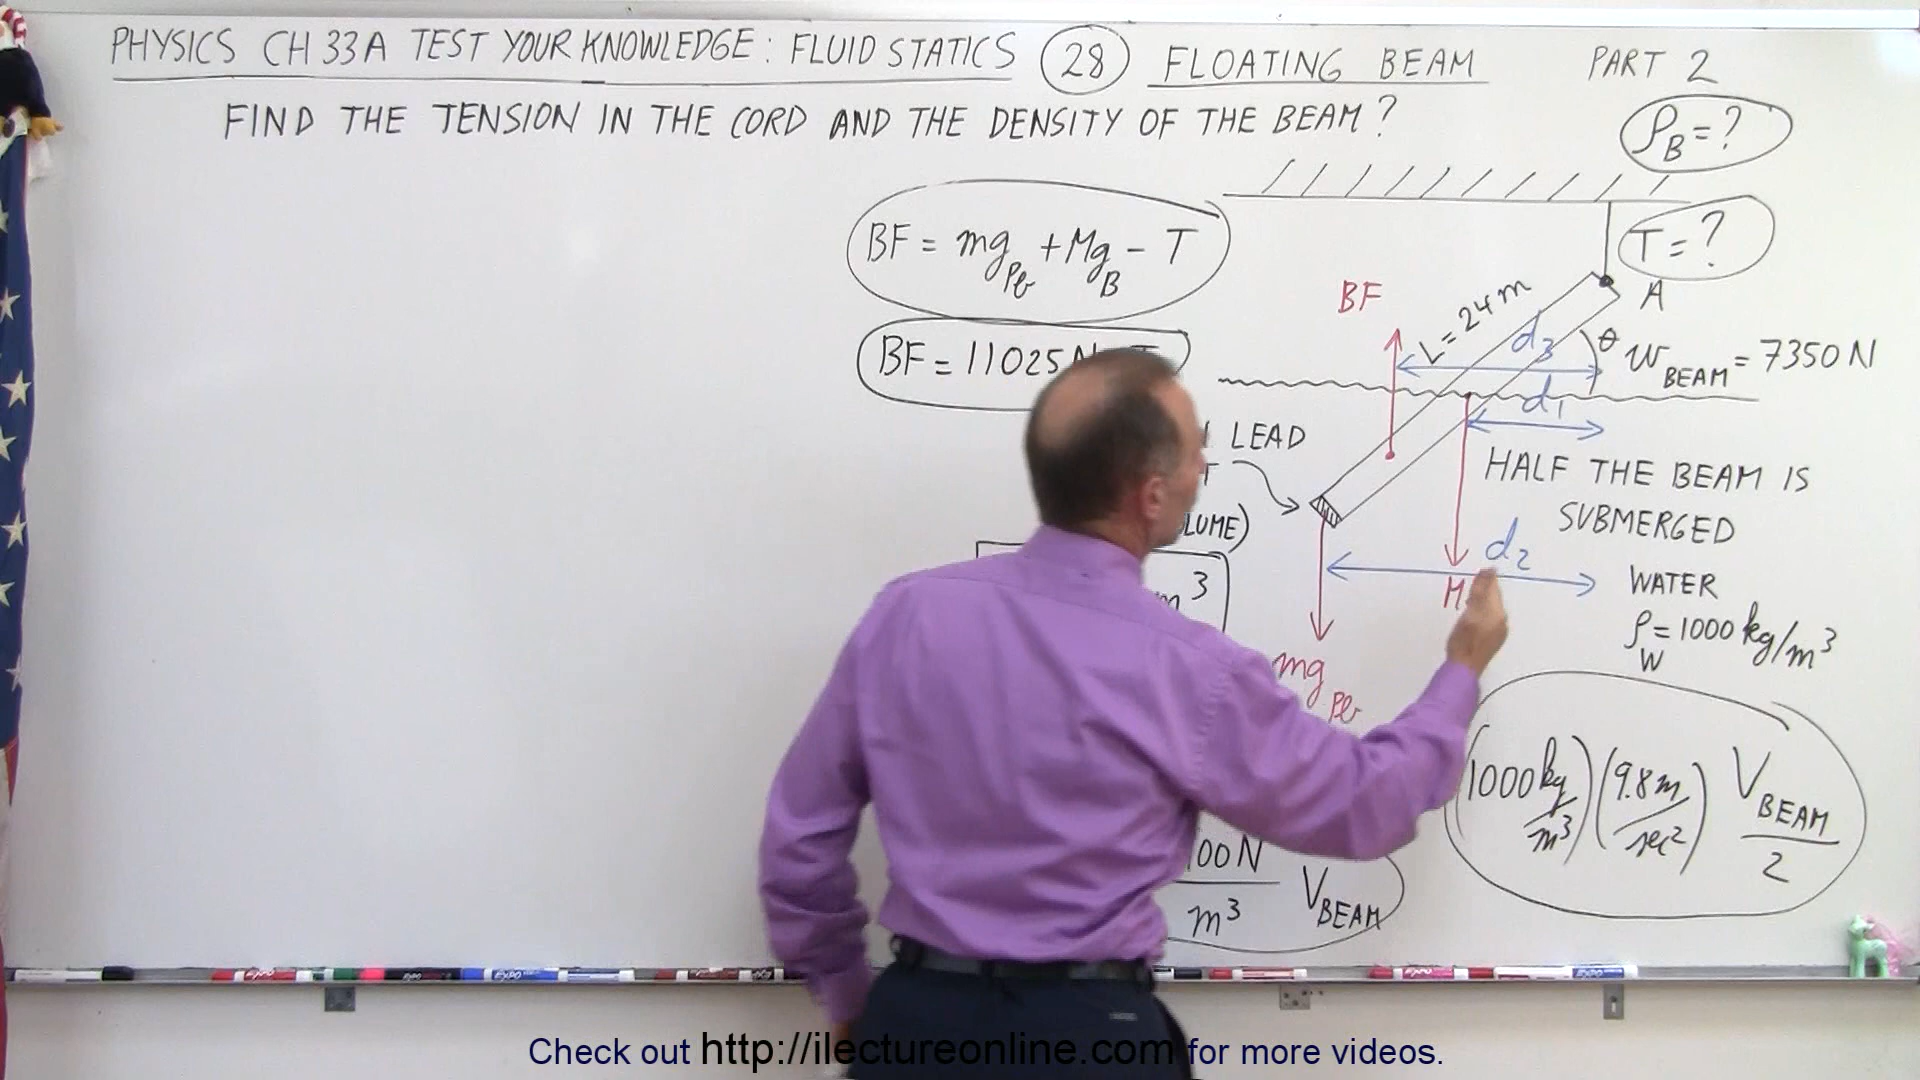 PHYSICS CH 33A TEST YOUR KNOWLEDGE: FLUID STATICS 28 FLOATING BEAM PART 2
FIND THE TENSION IN THE CORD AND THE DENSITY OF THE BEAM?
ρB = ?
BF = mgPb + MgB - T
T = ?
BF
L = 24 m
A
d3
θ
WBEAM = 7350 N
BF = 11025 N
d1
LEAD
HALF THE BEAM IS
SUBMERGED
d2
WATER
ρW = 1000 kg/m³
m³
M
mgPb
(1000 kg/m³)(9.8 m/sec²) VBEAM/2
00 N/m³ VBEAM
EXPO
Check out http://ilectureonline.com for more videos.